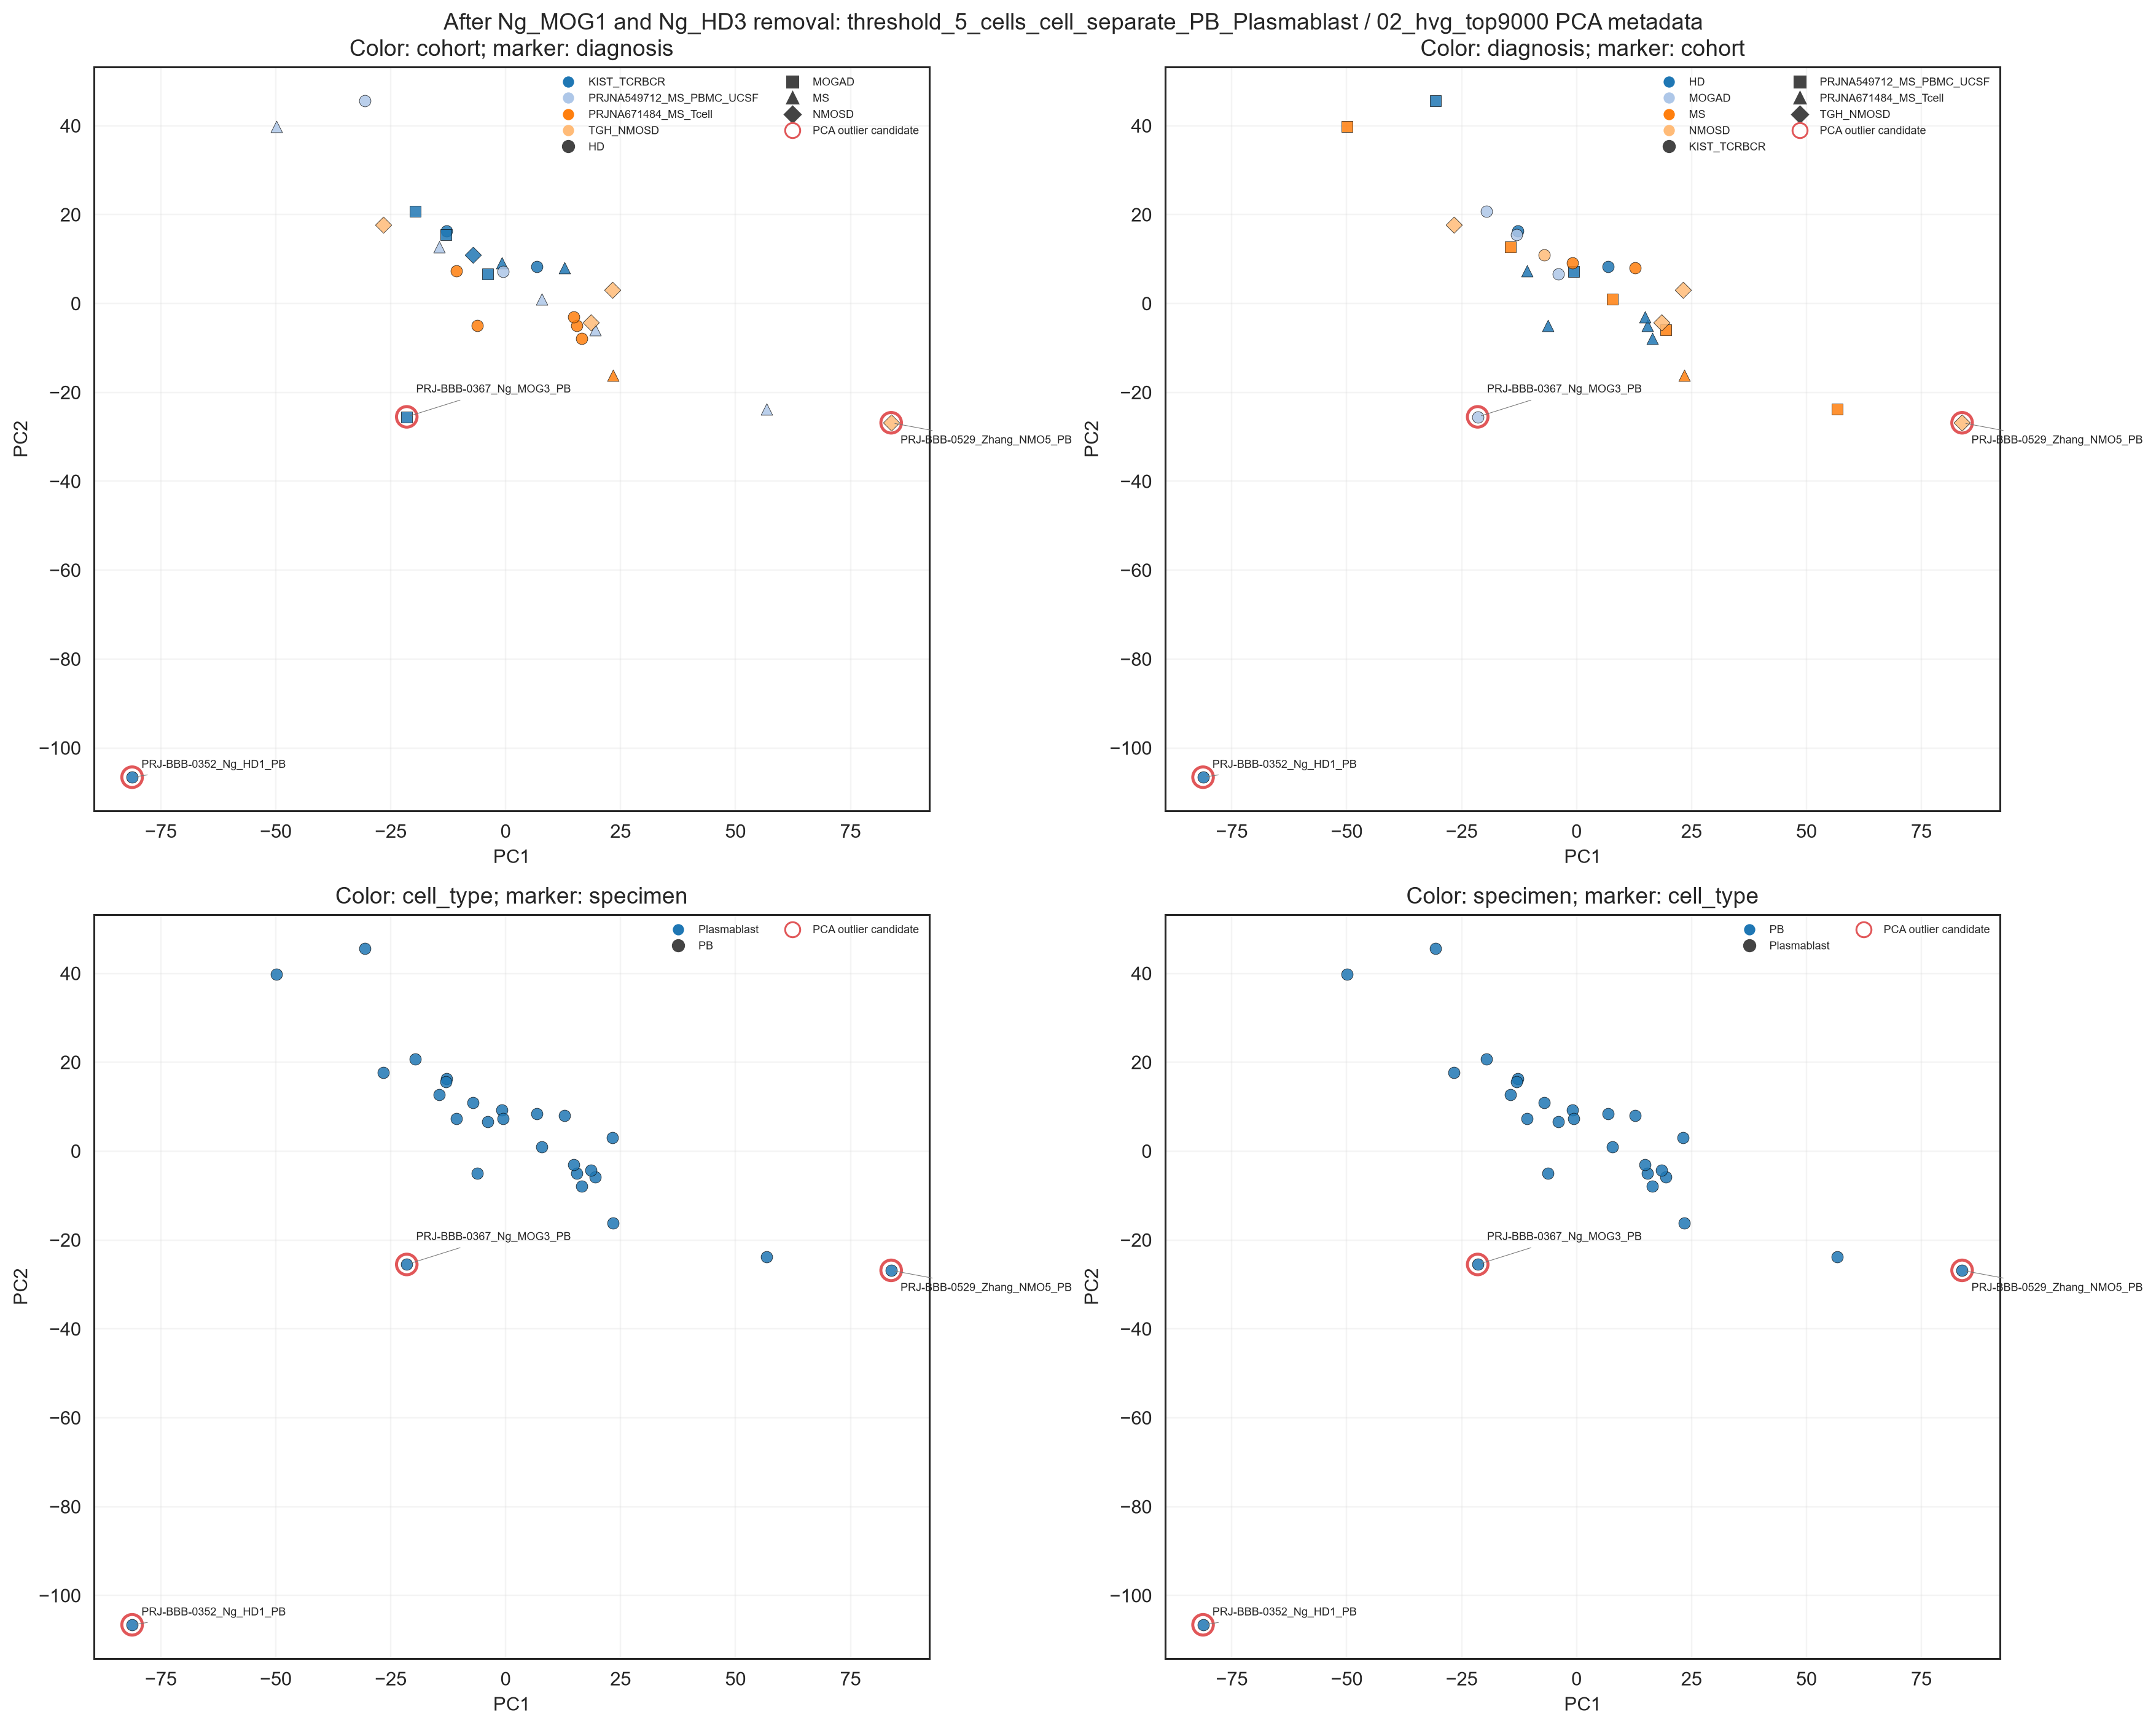 After Ng_MOG1 and Ng_HD3 removal: threshold_5_cells_cell_separate_PB_Plasmablast / 02_hvg_top9000 PCA metadata
Color: cohort; marker: diagnosis
KIST_TCRBCR
PRJNA549712_MS_PBMC_UCSF
PRJNA671484_MS_Tcell
TGH_NMOSD
HD
MOGAD
MS
NMOSD
PCA outlier candidate
40
20
0
−20
−40
−60
−80
−100
PC2
PRJ-BBB-0367_Ng_MOG3_PB
PRJ-BBB-0529_Zhang_NMO5_PB
PRJ-BBB-0352_Ng_HD1_PB
−75 −50 −25 0 25 50 75
PC1
Color: diagnosis; marker: cohort
HD
MOGAD
MS
NMOSD
KIST_TCRBCR
PRJNA549712_MS_PBMC_UCSF
PRJNA671484_MS_Tcell
TGH_NMOSD
PCA outlier candidate
40
20
0
−20
−40
−60
−80
−100
PC2
PRJ-BBB-0367_Ng_MOG3_PB
PRJ-BBB-0529_Zhang_NMO5_PB
PRJ-BBB-0352_Ng_HD1_PB
−75 −50 −25 0 25 50 75
PC1
Color: cell_type; marker: specimen
Plasmablast
PB
PCA outlier candidate
40
20
0
−20
−40
−60
−80
−100
PC2
PRJ-BBB-0367_Ng_MOG3_PB
PRJ-BBB-0529_Zhang_NMO5_PB
PRJ-BBB-0352_Ng_HD1_PB
−75 −50 −25 0 25 50 75
PC1
Color: specimen; marker: cell_type
PB
Plasmablast
PCA outlier candidate
40
20
0
−20
−40
−60
−80
−100
PC2
PRJ-BBB-0367_Ng_MOG3_PB
PRJ-BBB-0529_Zhang_NMO5_PB
PRJ-BBB-0352_Ng_HD1_PB
−75 −50 −25 0 25 50 75
PC1